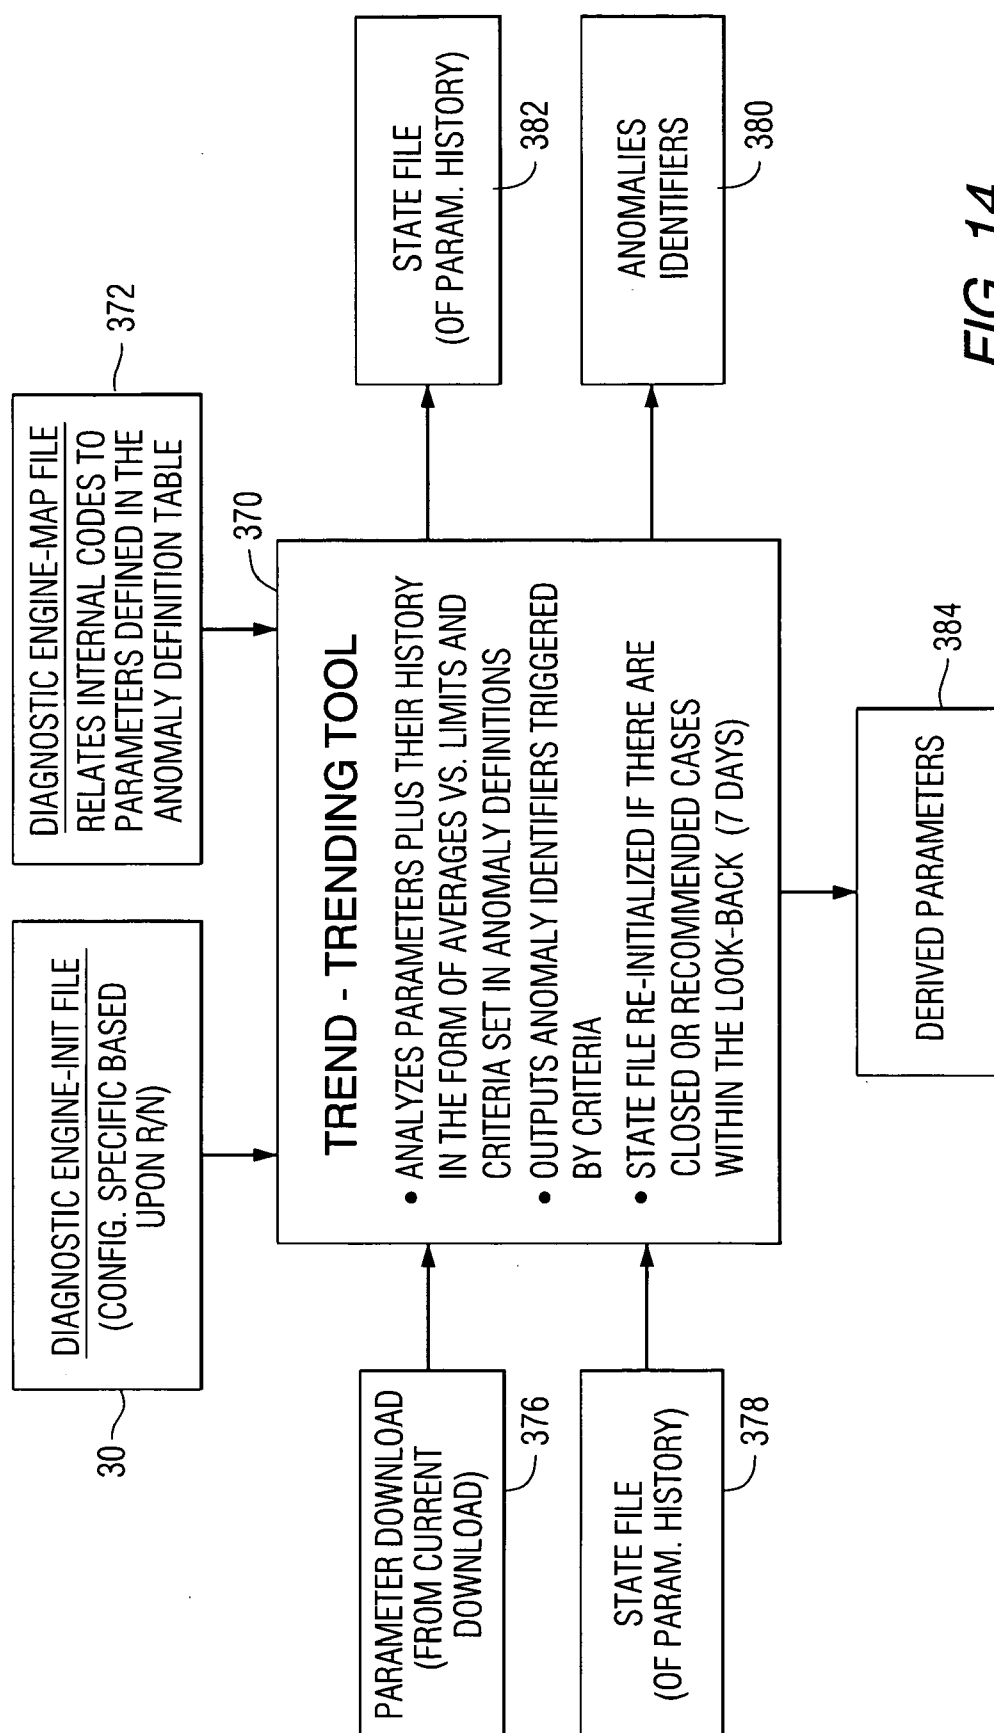 DIAGNOSTIC ENGINE-INIT FILE
(CONFIG. SPECIFIC BASED
UPON R/N)
30
DIAGNOSTIC ENGINE-MAP FILE
RELATES INTERNAL CODES TO
PARAMETERS DEFINED IN THE
ANOMALY DEFINITION TABLE
372
PARAMETER DOWNLOAD
(FROM CURRENT
DOWNLOAD)
376
STATE FILE
(OF PARAM. HISTORY)
378
370
TREND - TRENDING TOOL
• ANALYZES PARAMETERS PLUS THEIR HISTORY
IN THE FORM OF AVERAGES VS. LIMITS AND
CRITERIA SET IN ANOMALY DEFINITIONS
• OUTPUTS ANOMALY IDENTIFIERS TRIGGERED
BY CRITERIA
• STATE FILE RE-INITIALIZED IF THERE ARE
CLOSED OR RECOMMENDED CASES
WITHIN THE LOOK-BACK (7 DAYS)
STATE FILE
(OF PARAM. HISTORY)
382
ANOMALIES
IDENTIFIERS
380
DERIVED PARAMETERS
384
FIG. 14